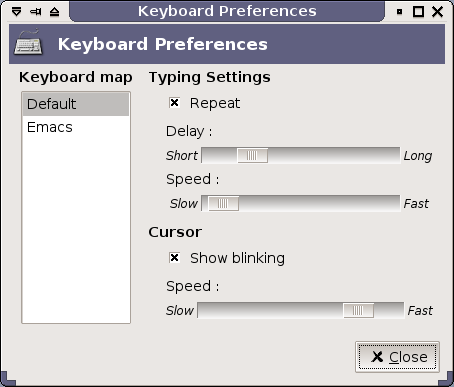 Keyboard Preferences
Keyboard Preferences
Keyboard map
Default
Emacs
Typing Settings
Repeat
Delay :
Short Long
Speed :
Slow Fast
Cursor
Show blinking
Speed :
Slow Fast
Close